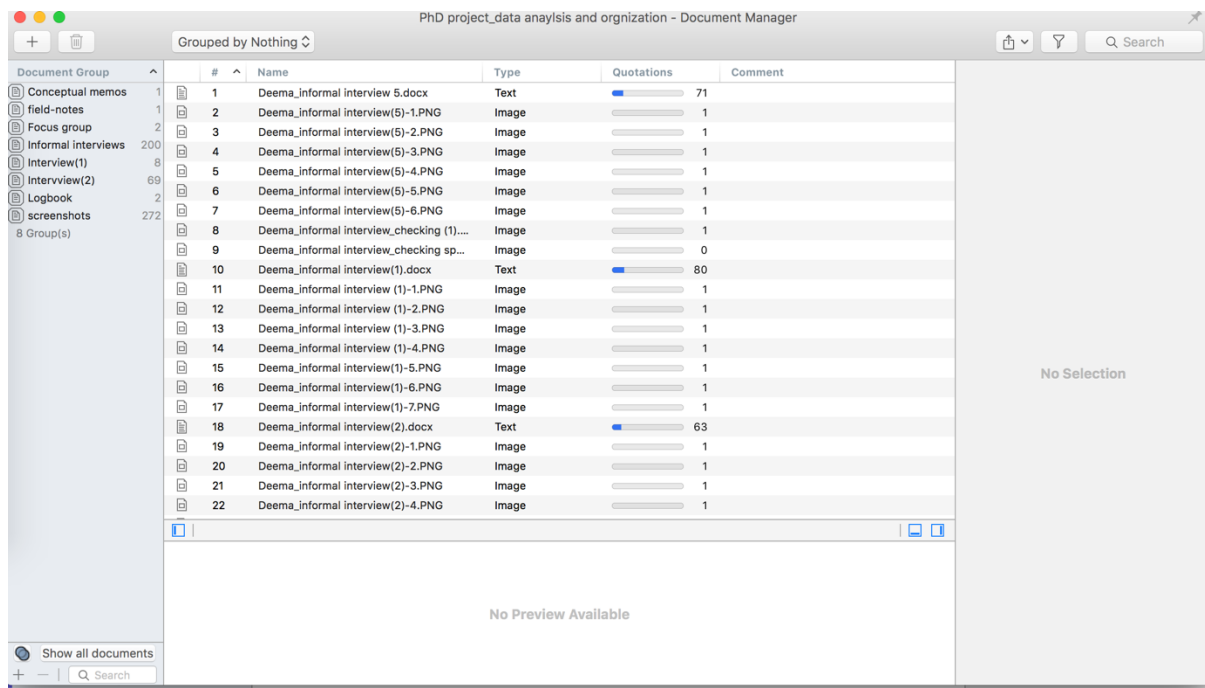 PhD project_data anaylsis and orgnization - Document Manager
Grouped by Nothing
Search
Document Group
Conceptual memos 1
field-notes 1
Focus group 2
Informal interviews 200
Interview(1) 8
Intervview(2) 69
Logbook 2
screenshots 272
8 Group(s)
# Name Type Quotations Comment
1 Deema_informal interview 5.docx Text 71
2 Deema_informal interview(5)-1.PNG Image 1
3 Deema_informal interview(5)-2.PNG Image 1
4 Deema_informal interview(5)-3.PNG Image 1
5 Deema_informal interview(5)-4.PNG Image 1
6 Deema_informal interview(5)-5.PNG Image 1
7 Deema_informal interview(5)-6.PNG Image 1
8 Deema_informal interview_checking (1).... Image 1
9 Deema_informal interview_checking sp... Image 0
10 Deema_informal interview(1).docx Text 80
11 Deema_informal interview (1)-1.PNG Image 1
12 Deema_informal interview (1)-2.PNG Image 1
13 Deema_informal interview (1)-3.PNG Image 1
14 Deema_informal interview (1)-4.PNG Image 1
15 Deema_informal interview(1)-5.PNG Image 1
16 Deema_informal interview(1)-6.PNG Image 1
17 Deema_informal interview(1)-7.PNG Image 1
18 Deema_informal interview(2).docx Text 63
19 Deema_informal interview(2)-1.PNG Image 1
20 Deema_informal interview(2)-2.PNG Image 1
21 Deema_informal interview(2)-3.PNG Image 1
22 Deema_informal interview(2)-4.PNG Image 1
No Selection
No Preview Available
Show all documents
Search